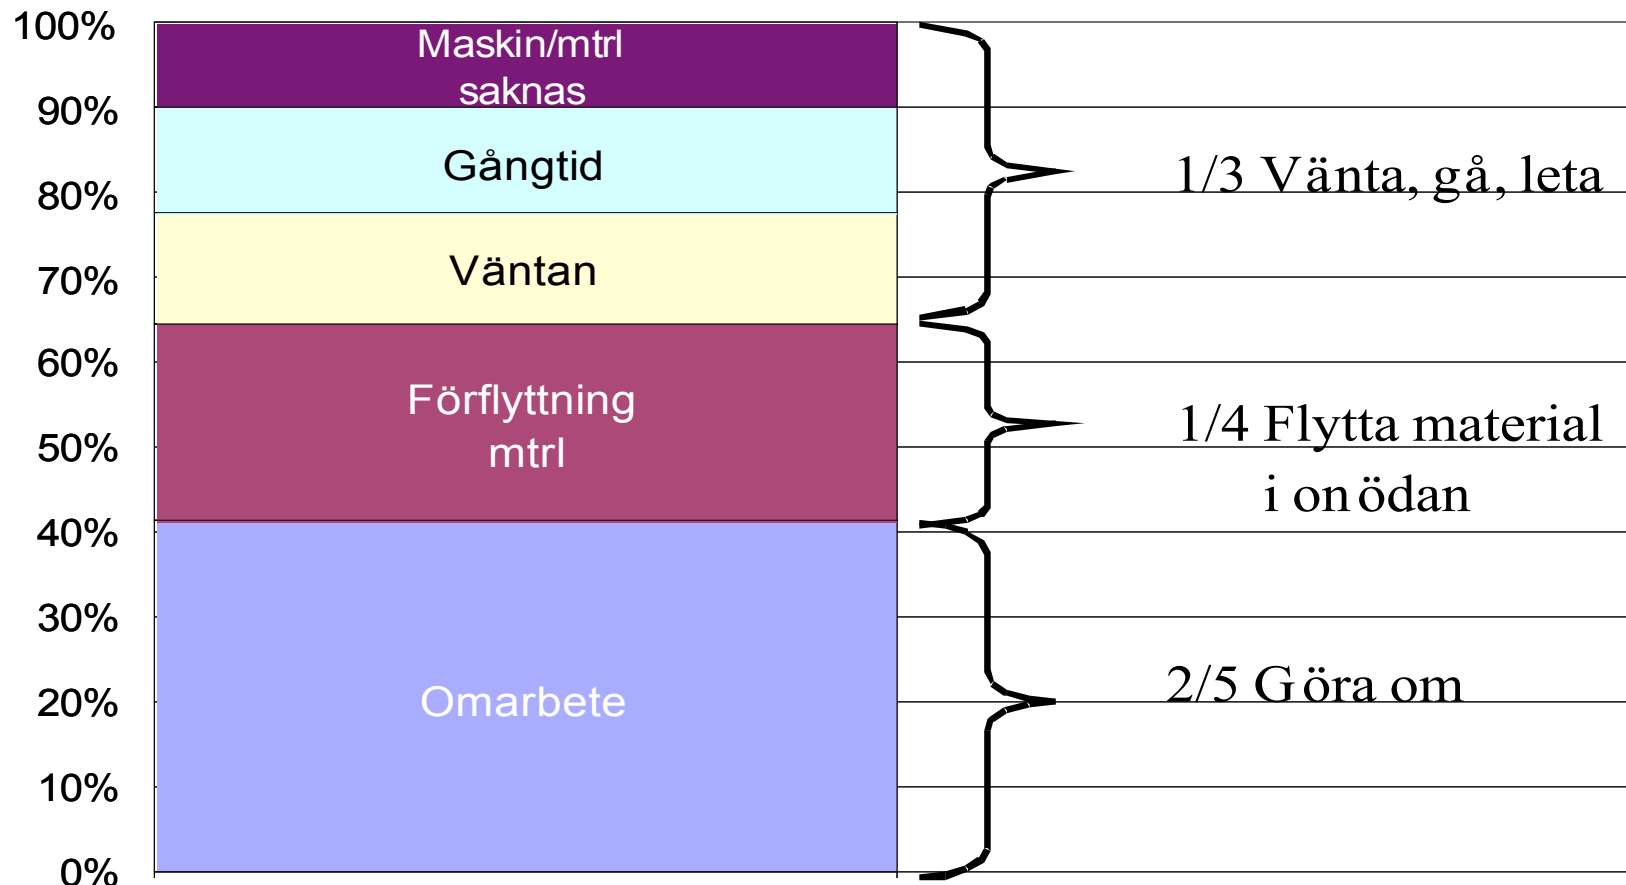 100%
90%
80%
70%
60%
50%
40%
30%
20%
10%
0%
Maskin/mtrl
saknas
Gångtid
Väntan
Förflyttning
mtrl
Omarbete
1/3 Vänta, gå, leta
1/4 Flytta material
i onödan
2/5 Göra om